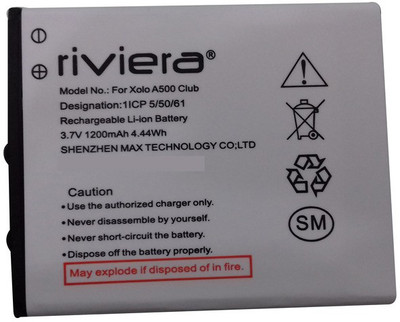 riviera®
Model No.: For Xolo A500 Club
Designation:1ICP 5/50/61
Rechargeable Li-ion Battery
3.7V 1200mAh 4.44Wh
SHENZHEN MAX TECHNOLOGY CO;LTD
Caution
Use the authorized charger only.
Never disassemble by yourself.
Never short-circuit the battery.
Dispose off the battery properly.
May explode if disposed of in fire.
SM